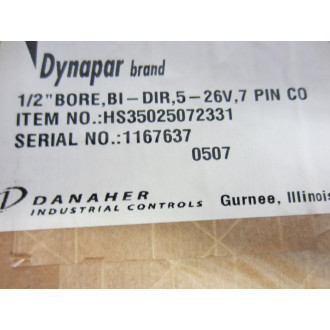 Dynapar brand
1/2"BORE,BI-DIR,5-26V,7 PIN CO
ITEM NO.:HS35025072331
SERIAL NO.:1167637
0507
DANAHER
INDUSTRIAL CONTROLS
Gurnee, Illinois